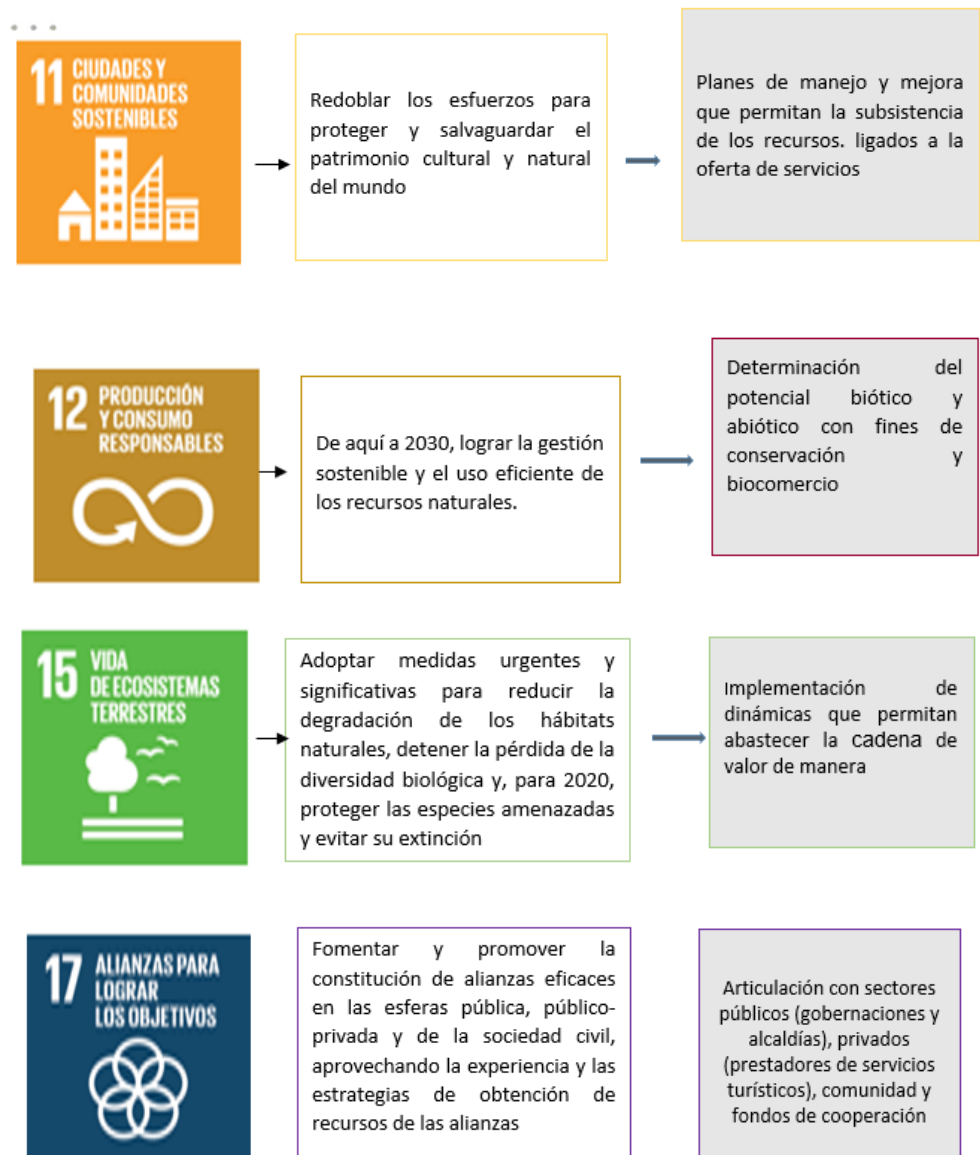 11 CIUDADES Y
COMUNIDADES
SOSTENIBLES
Redoblar los esfuerzos para
proteger y salvaguardar el
patrimonio cultural y natural
del mundo
Planes de manejo y mejora
que permitan la subsistencia
de los recursos. ligados a la
oferta de servicios
12 PRODUCCIÓN
Y CONSUMO
RESPONSABLES
De aquí a 2030, lograr la gestión
sostenible y el uso eficiente de
los recursos naturales.
Determinación del
potencial biótico y
abiótico con fines de
conservación y
biocomercio
15 VIDA
DE ECOSISTEMAS
TERRESTRES
Adoptar medidas urgentes y
significativas para reducir la
degradación de los hábitats
naturales, detener la pérdida de la
diversidad biológica y, para 2020,
proteger las especies amenazadas
y evitar su extinción
Implementación de
dinámicas que permitan
abastecer la cadena de
valor de manera
17 ALIANZAS PARA
LOGRAR
LOS OBJETIVOS
Fomentar y promover la
constitución de alianzas eficaces
en las esferas pública, público-
privada y de la sociedad civil,
aprovechando la experiencia y las
estrategias de obtención de
recursos de las alianzas
Articulación con sectores
públicos (gobernaciones y
alcaldías), privados
(prestadores de servicios
turísticos), comunidad y
fondos de cooperación